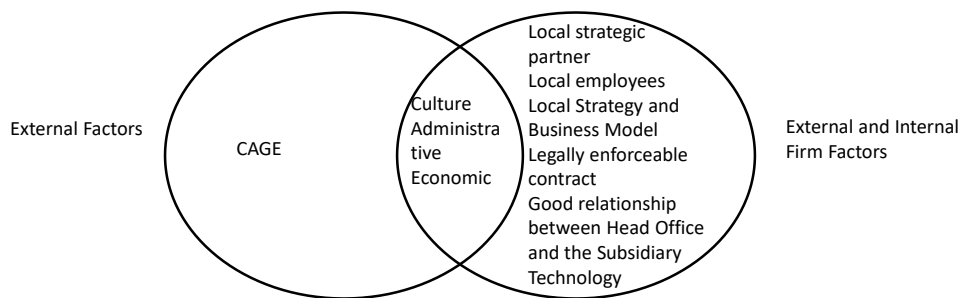 External Factors
CAGE
Culture
Administra
tive
Economic
Local strategic
partner
Local employees
Local Strategy and
Business Model
Legally enforceable
contract
Good relationship
between Head Office
and the Subsidiary
Technology
External and Internal
Firm Factors